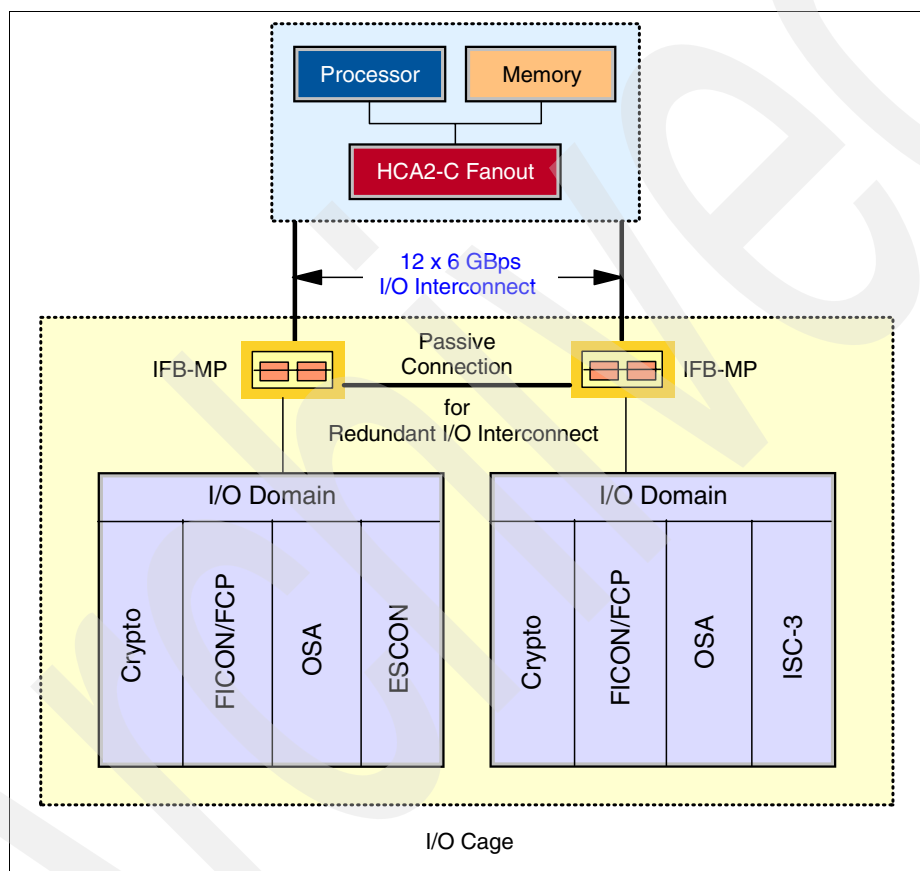 Processor
Memory
HCA2-C Fanout
12 x 6 GBps
I/O Interconnect
IFB-MP
Passive
Connection
IFB-MP
for
Redundant I/O Interconnect
I/O Domain
I/O Domain
Crypto
FICON/FCP
OSA
ESCON
Crypto
FICON/FCP
OSA
ISC-3
I/O Cage